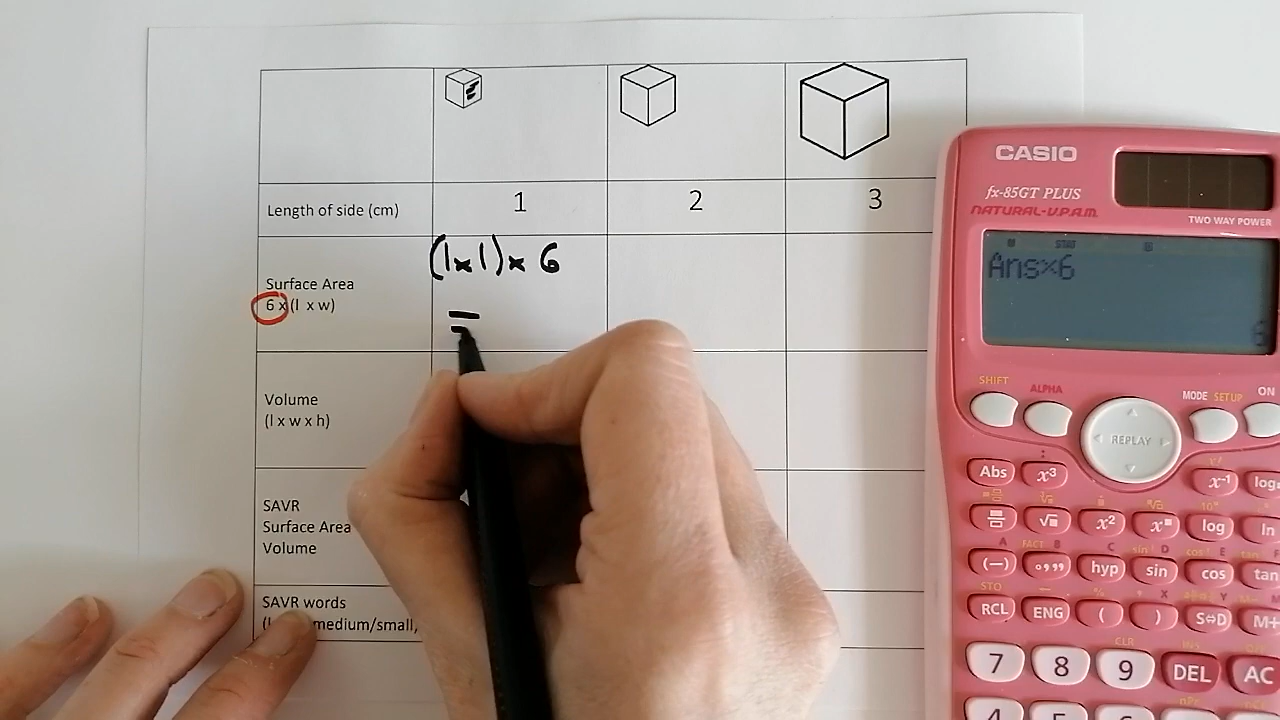 Length of side (cm) 1 2 3
(1x1)x 6
Surface Area
6 x (l x w)
=
Volume
(l x w x h)
SAVR
Surface Area
Volume
SAVR words
medium/small,
CASIO
fx-85GT PLUS
NATURAL-V.P.A.M.
TWO WAY POWER
STAT
Ans×6
6
SHIFT ALPHA MODE SETUP ON
REPLAY
Abs x³ x⁻¹
√ x² log ln
A B C
FACT
(−) hyp sin cos tan
STO
RCL ENG ( ) S⇔D M+
CLR
7 8 9 DEL AC